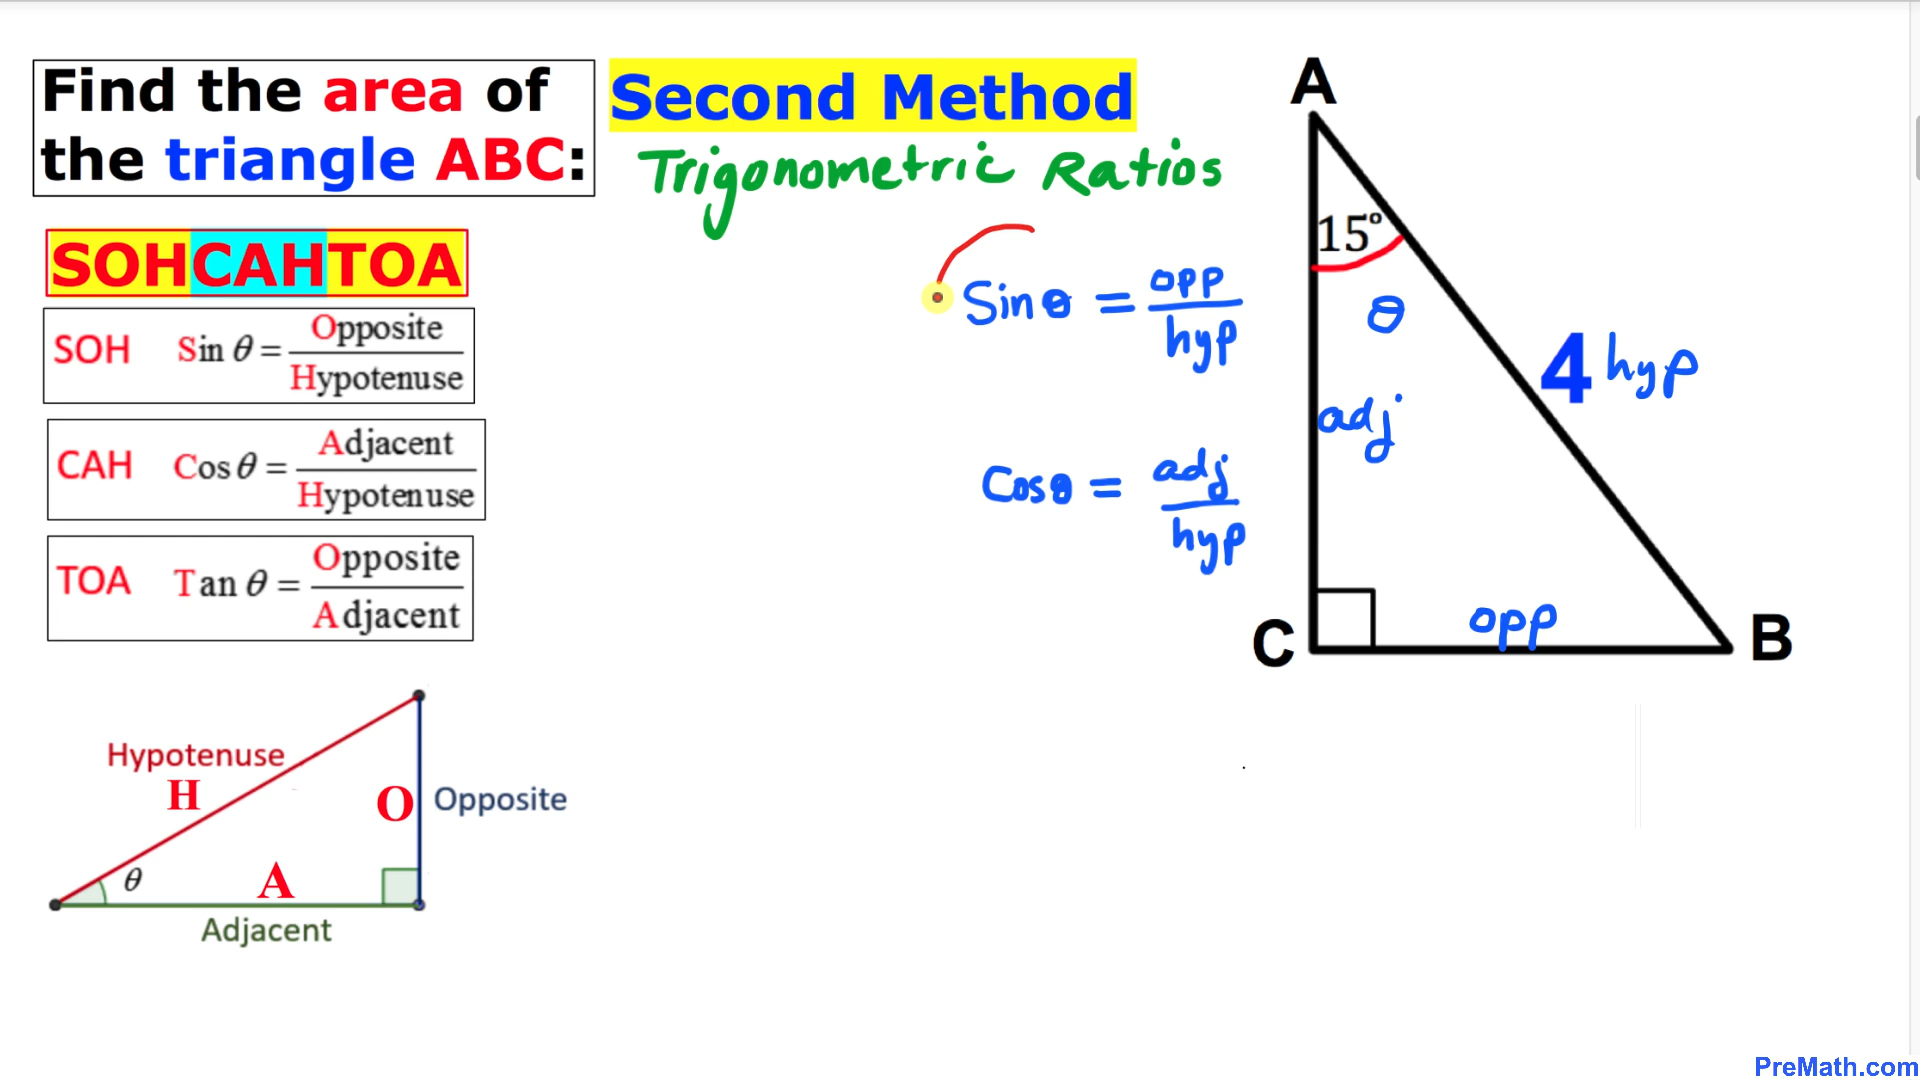 Find the area of
the triangle ABC:
Second Method
Trigonometric Ratios
SOHCAHTOA
SOH Sin θ = Opposite
Hypotenuse
CAH Cos θ = Adjacent
Hypotenuse
TOA Tan θ = Opposite
Adjacent
Hypotenuse
H
O Opposite
θ
A
Adjacent
Sin θ = opp
hyp
Cos θ = adj
hyp
A
15°
θ
4 hyp
adj
opp
C
B
PreMath.com